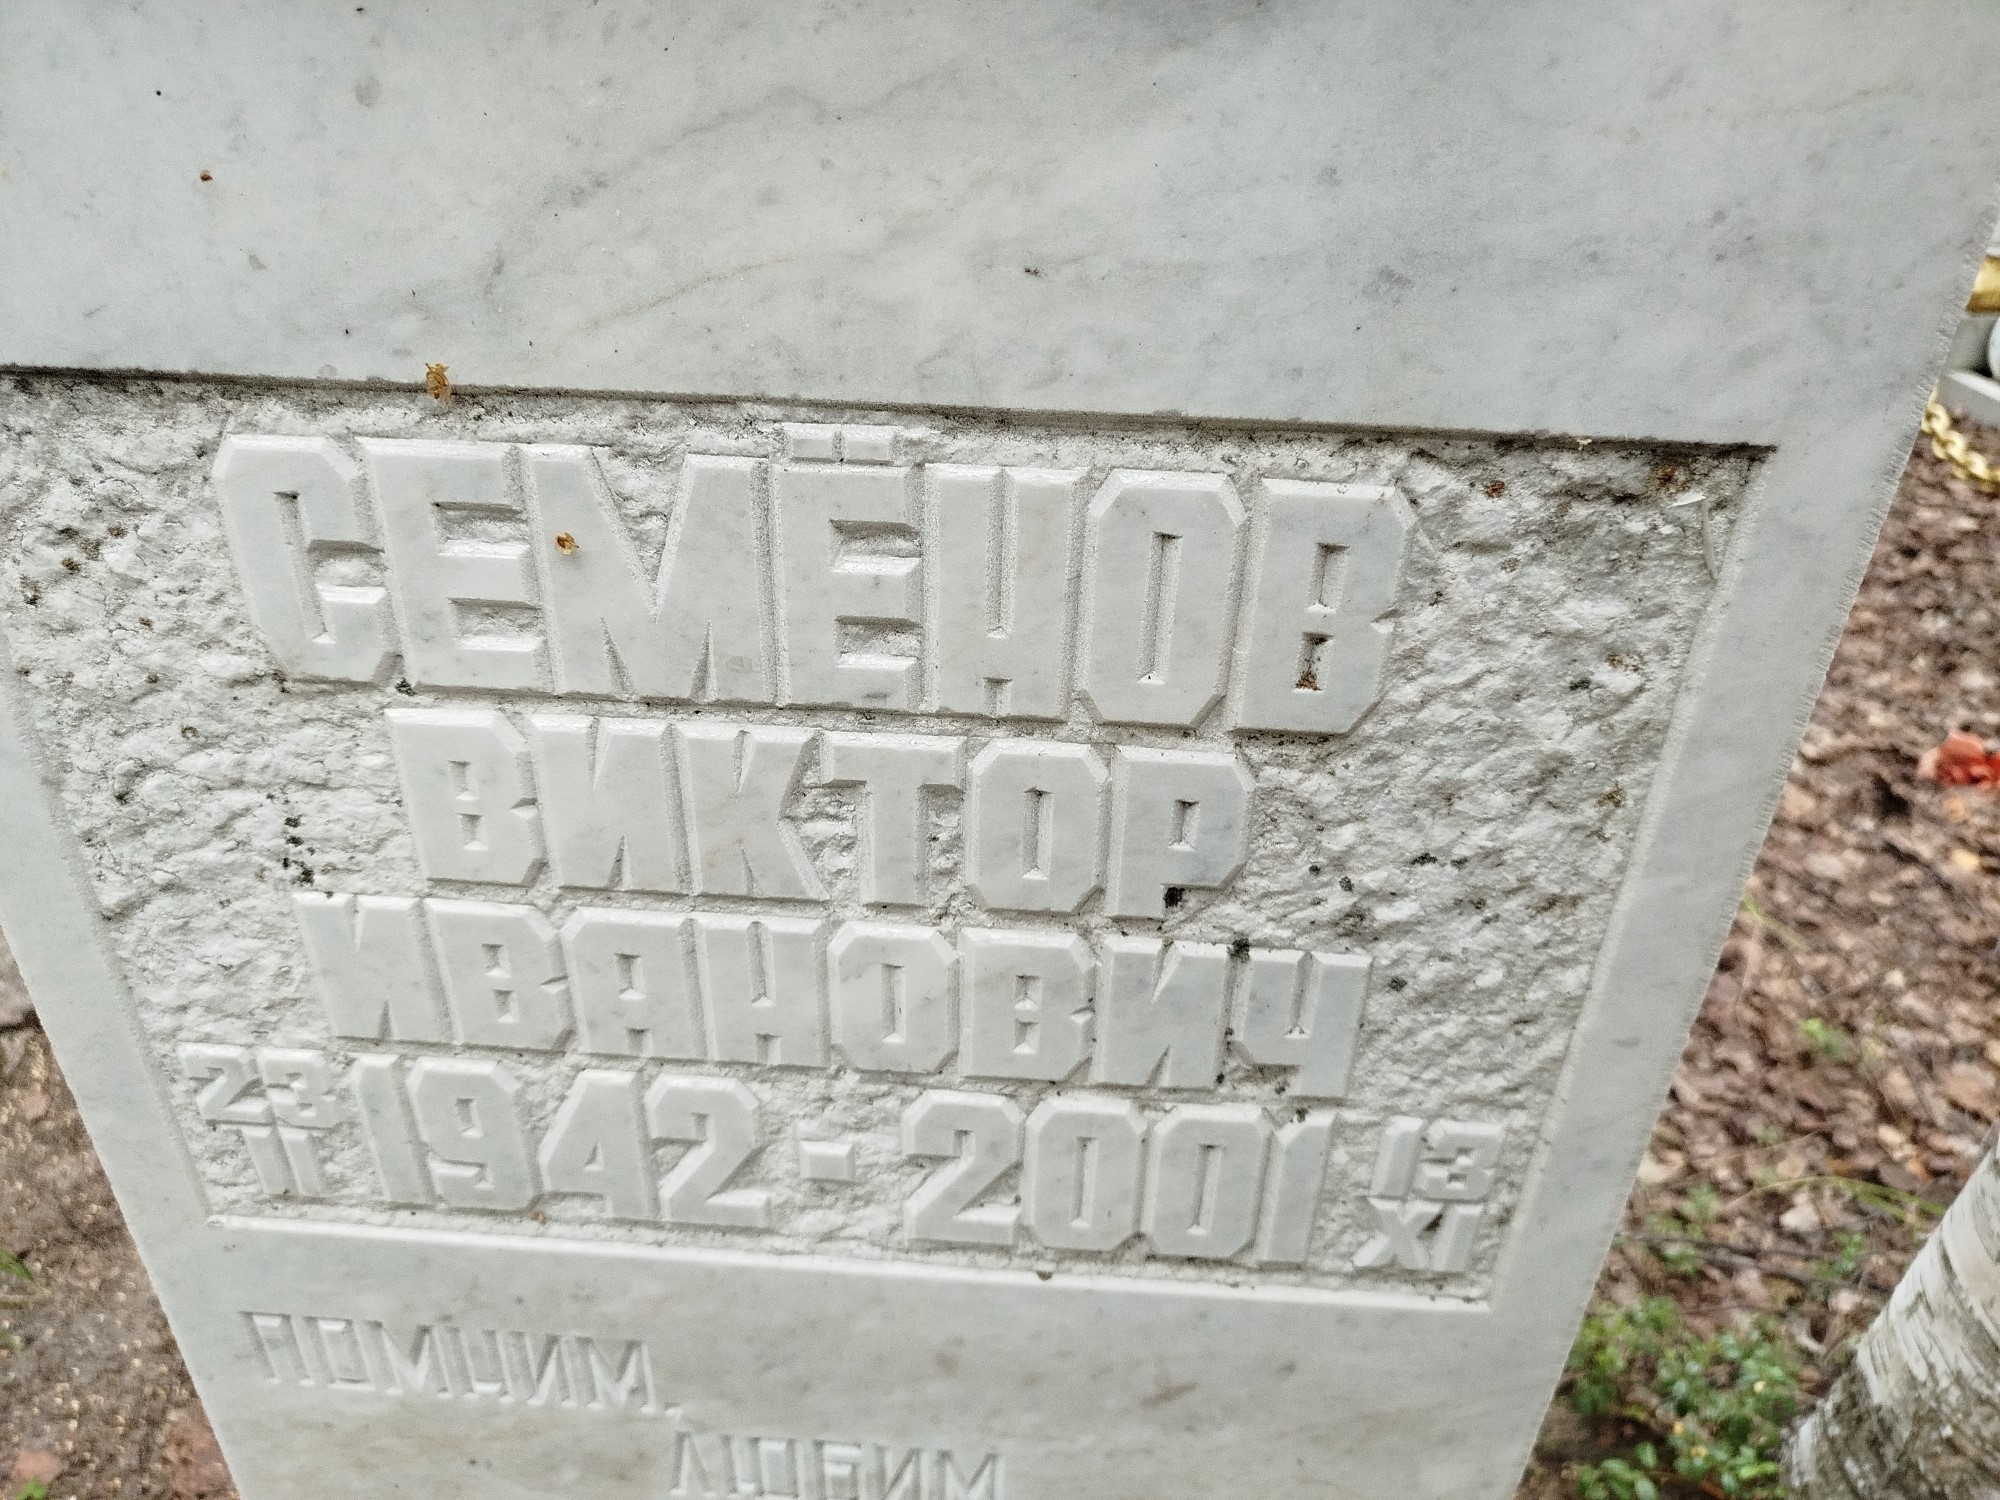 СЕМЁНОВ
ВИКТОР
ИВАНОВИЧ
23 II 1942 - 2001 13 XI
ПОМНИМ,
ЛЮБИМ